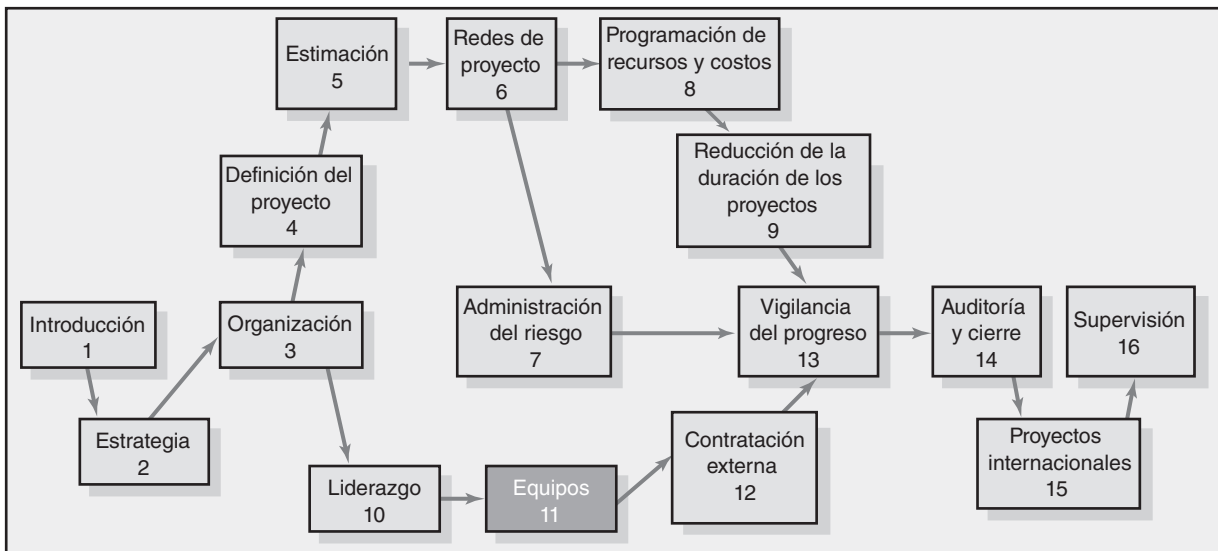 Estimación
5
Redes de
proyecto
6
Programación de
recursos y costos
8
Definición del
proyecto
4
Reducción de la
duración de los
proyectos
9
Introducción
1
Organización
3
Administración
del riesgo
7
Vigilancia
del progreso
13
Auditoría
y cierre
14
Supervisión
16
Estrategia
2
Liderazgo
10
Equipos
11
Contratación
externa
12
Proyectos
internacionales
15